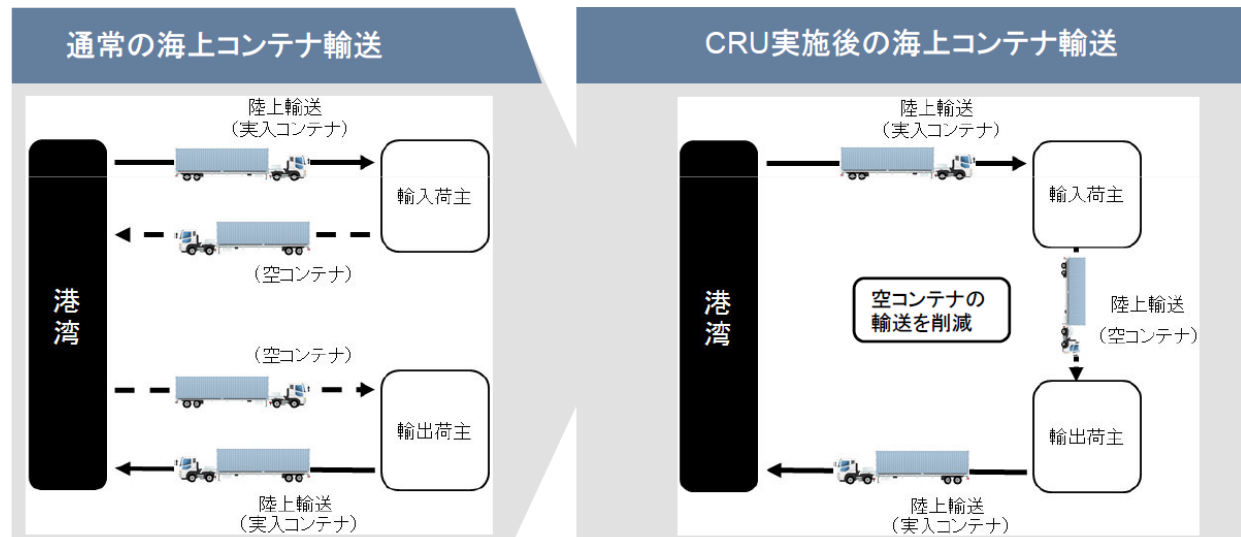 通常の海上コンテナ輸送
陸上輸送
（実入コンテナ）
輸入荷主
（空コンテナ）
港
湾
（空コンテナ）
輸出荷主
陸上輸送
（実入コンテナ）
CRU実施後の海上コンテナ輸送
陸上輸送
（実入コンテナ）
輸入荷主
港
湾
空コンテナの
輸送を削減
陸上輸送
（空コンテナ）
輸出荷主
陸上輸送
（実入コンテナ）